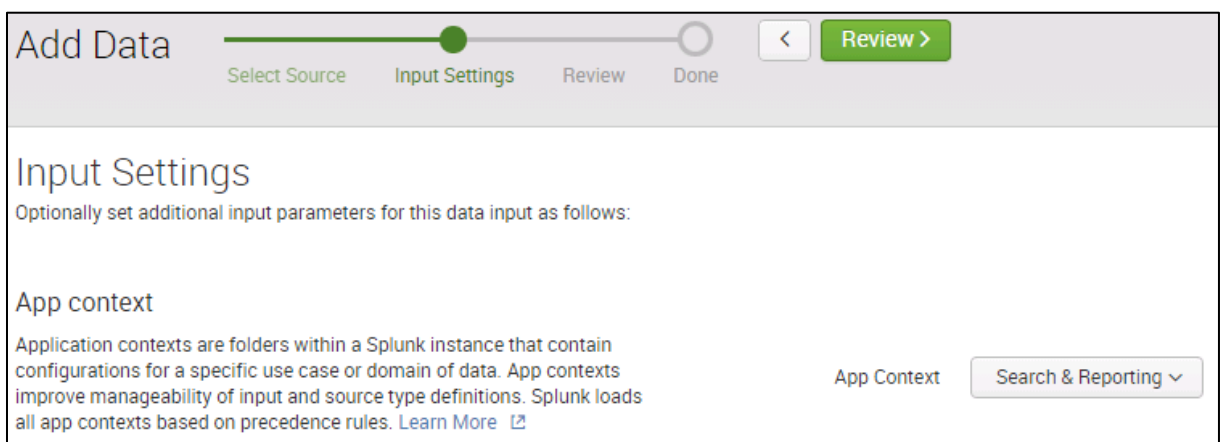 Add Data
Select Source
Input Settings
Review
Done
<
Review >
Input Settings
Optionally set additional input parameters for this data input as follows:
App context
Application contexts are folders within a Splunk instance that contain
configurations for a specific use case or domain of data. App contexts
improve manageability of input and source type definitions. Splunk loads
all app contexts based on precedence rules. Learn More
App Context
Search & Reporting